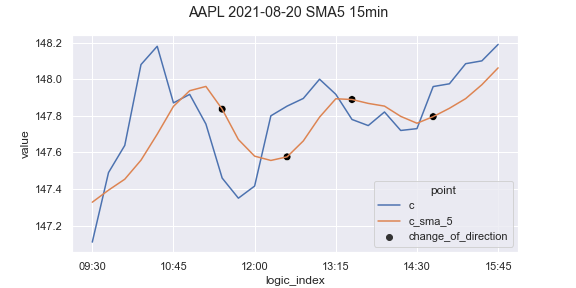 AAPL 2021-08-20 SMA5 15min
148.2
148.0
147.8
147.6
147.4
147.2
value
09:30 10:45 12:00 13:15 14:30 15:45
logic_index
point
c
c_sma_5
change_of_direction